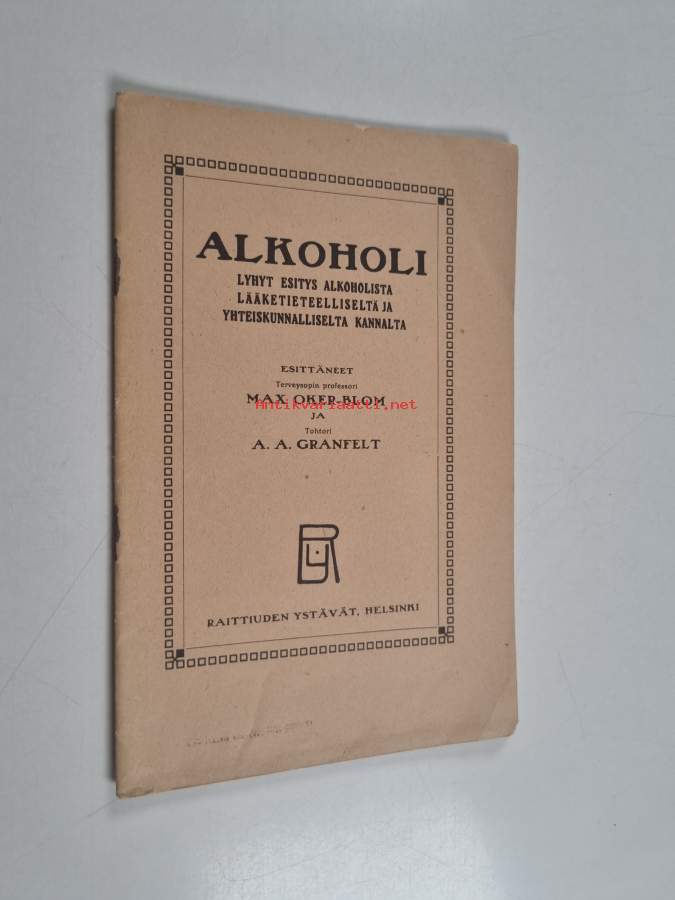 ALKOHOLI
LYHYT ESITYS ALKOHOLISTA
LÄÄKETIETEELLISELTÄ JA
YHTEISKUNNALLISELTA KANNALTA
ESITTÄNEET
Terveysopin professori
MAX OKER-BLOM
Antikvariaatti.net
JA
Tohtori
A. A. GRANFELT
RAITTIUDEN YSTÄVÄT, HELSINKI